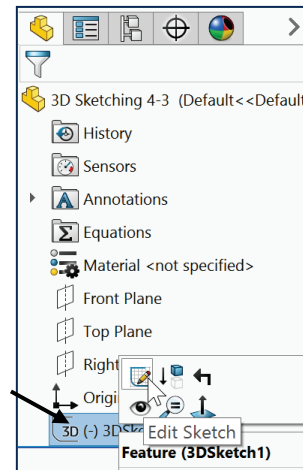 3D Sketching 4-3 (Default<<Default
History
Sensors
Annotations
Equations
Material <not specified>
Front Plane
Top Plane
Right
Origi
3D (-) 3DSke
Edit Sketch
Feature (3DSketch1)